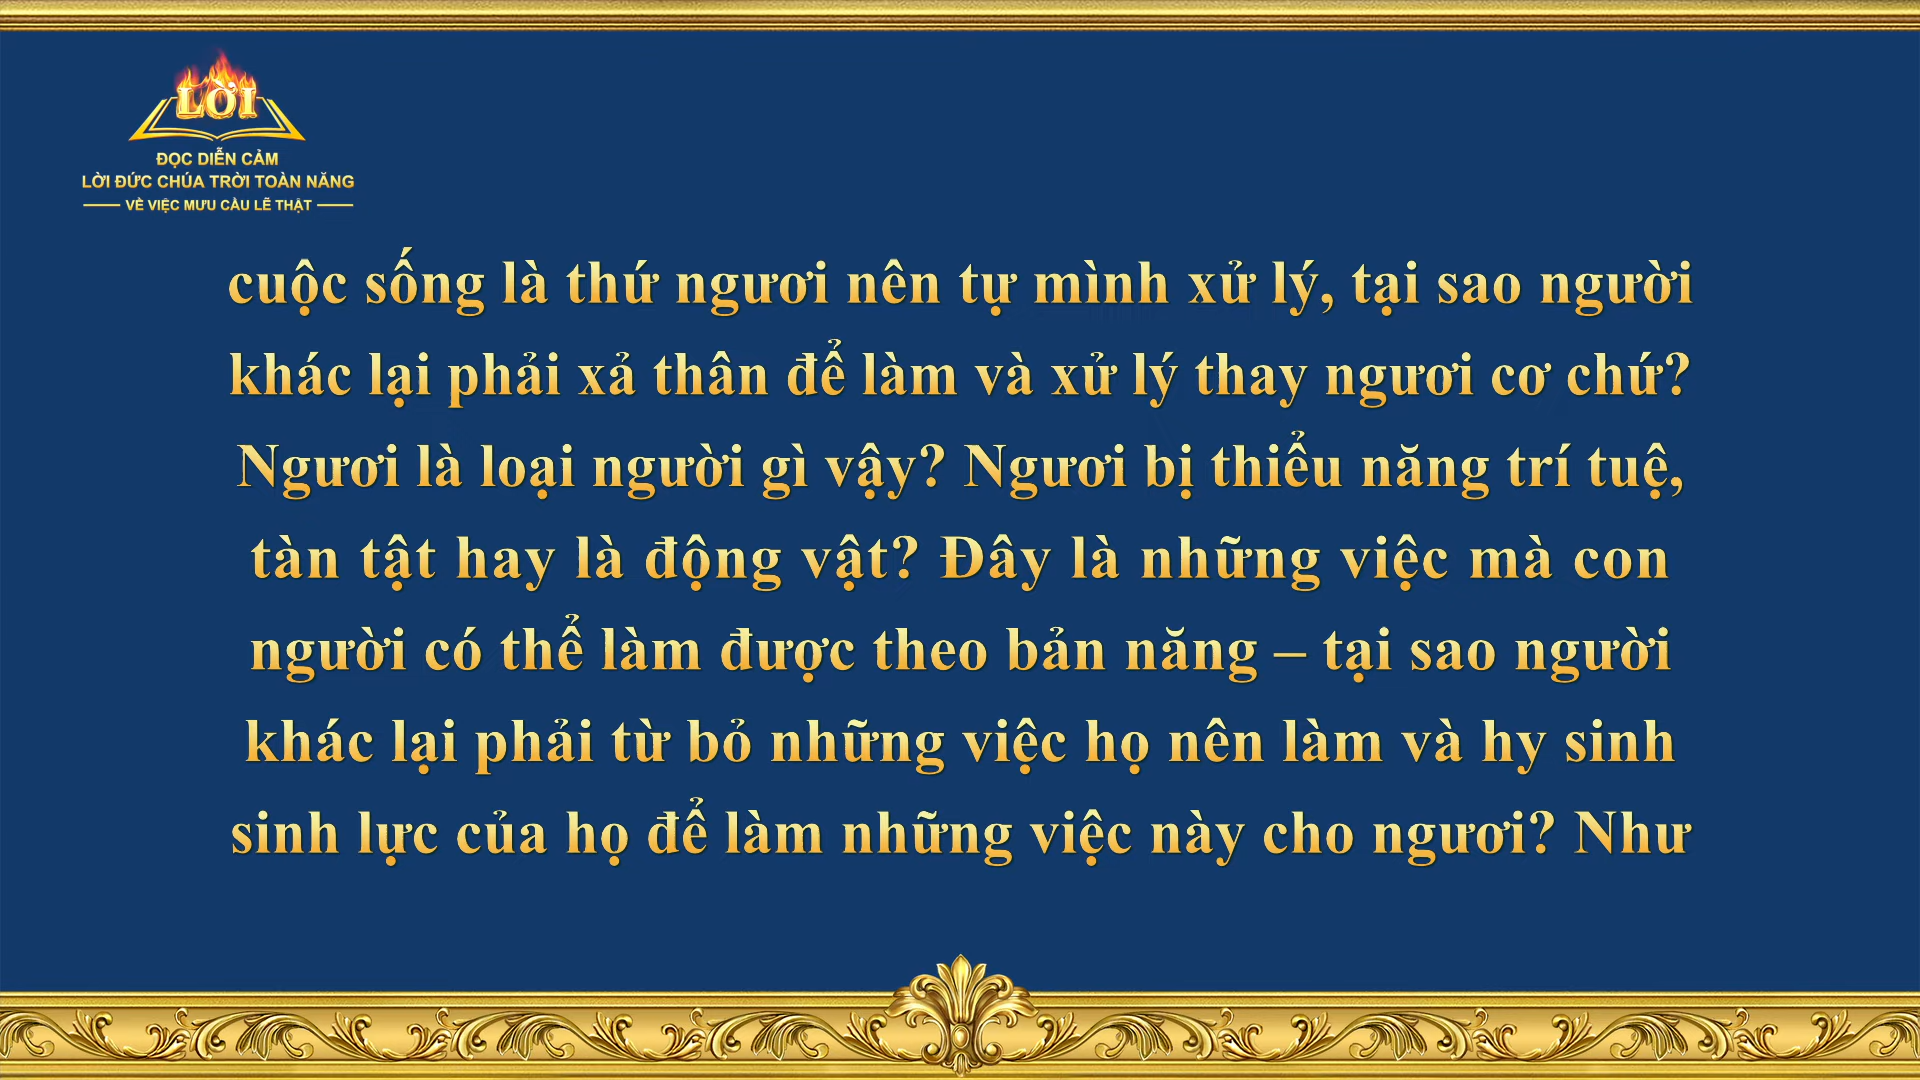 LỜI
ĐỌC DIỄN CẢM
LỜI ĐỨC CHÚA TRỜI TOÀN NĂNG
VỀ VIỆC MƯU CẦU LẼ THẬT
cuộc sống là thứ ngươi nên tự mình xử lý, tại sao người
khác lại phải xả thân để làm và xử lý thay ngươi cơ chứ?
Ngươi là loại người gì vậy? Ngươi bị thiểu năng trí tuệ,
tàn tật hay là động vật? Đây là những việc mà con
người có thể làm được theo bản năng – tại sao người
khác lại phải từ bỏ những việc họ nên làm và hy sinh
sinh lực của họ để làm những việc này cho ngươi? Như